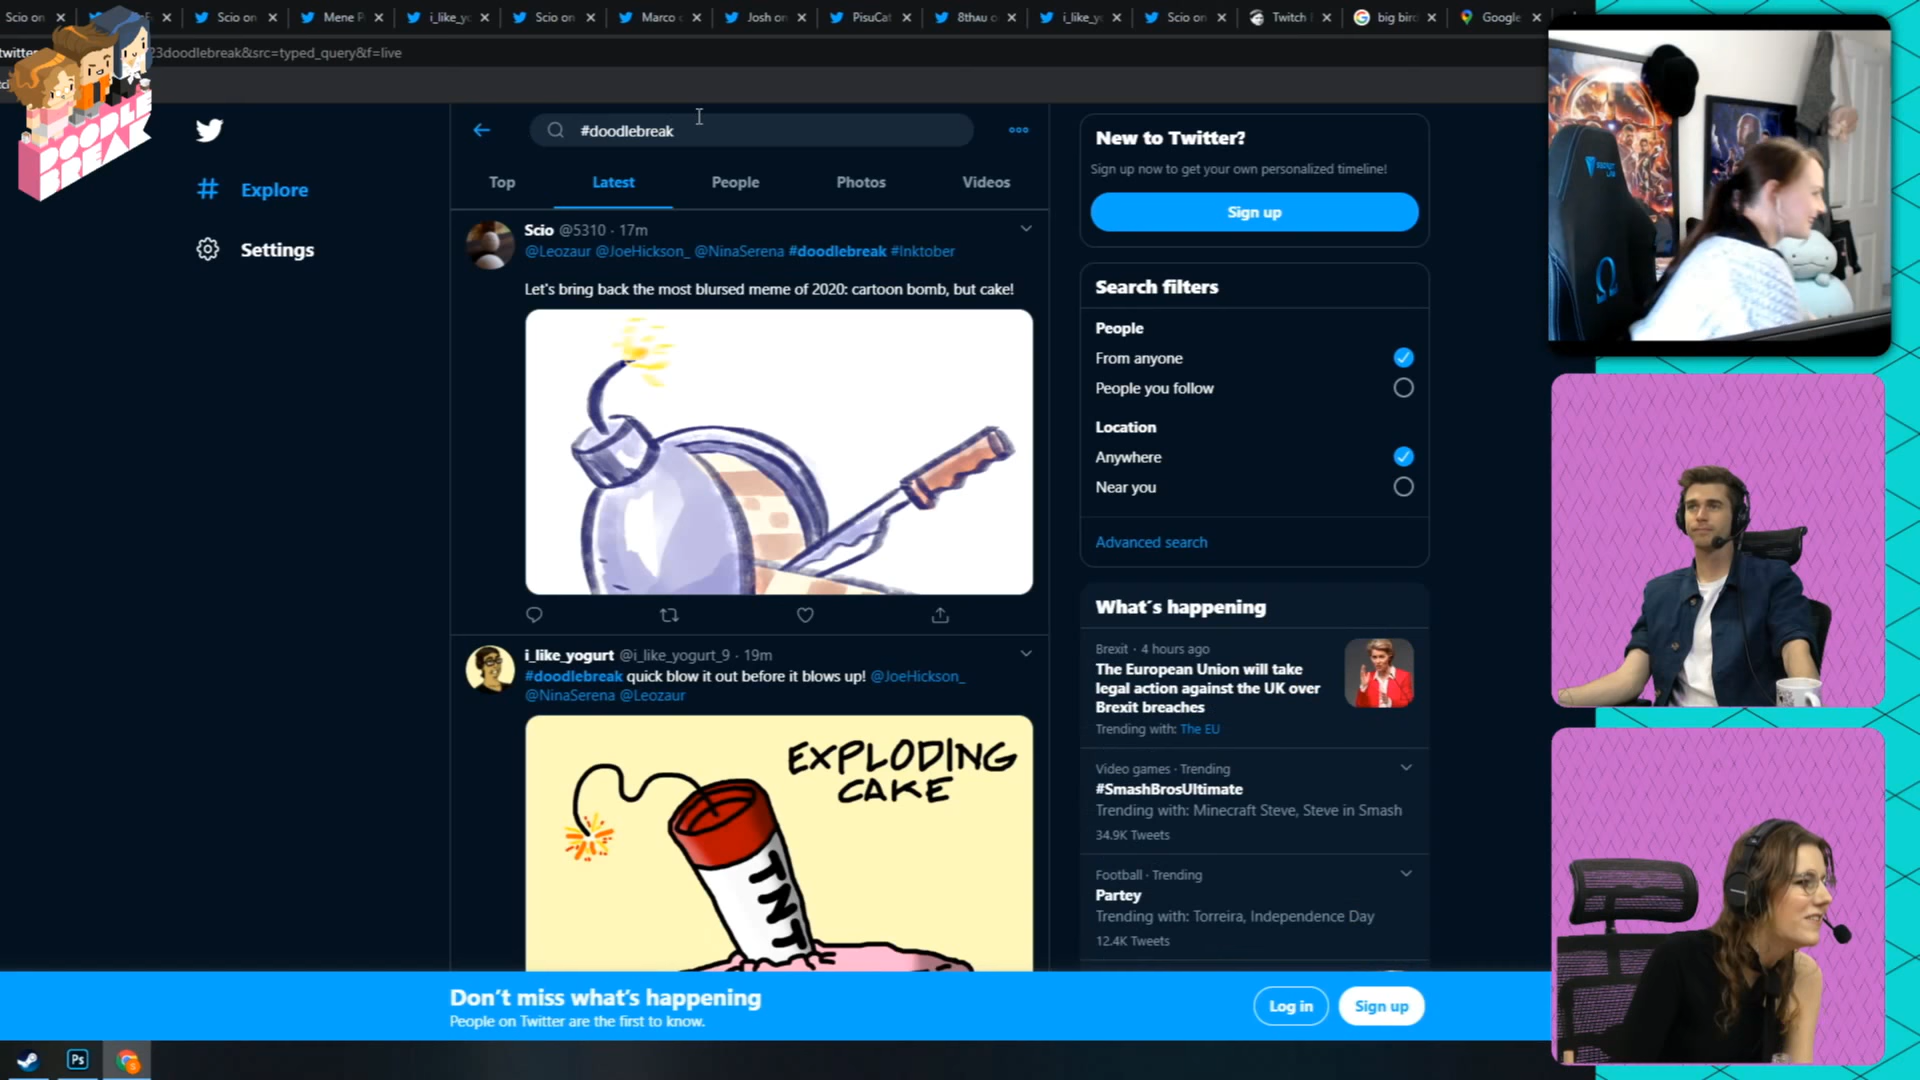 Scio on
Scio on
Mene P
i_like_yo
Scio on
Marco
Josh on
PisuCat
8thau o
i_like_yo
Scio on
Twitch
big bird
Google
23doodlebreak&src=typed_query&f=live
DOODLE
BREAK
Explore
Settings
#doodlebreak
Top
Latest
People
Photos
Videos
Scio @5310 · 17m
@Leozaur @JoeHickson_ @NinaSerena #doodlebreak #Inktober
Let's bring back the most blursed meme of 2020: cartoon bomb, but cake!
i_like_yogurt @i_like_yogurt_9 · 19m
#doodlebreak quick blow it out before it blows up! @JoeHickson_
@NinaSerena @Leozaur
EXPLODING
CAKE
TNT
New to Twitter?
Sign up now to get your own personalized timeline!
Sign up
Search filters
People
From anyone
People you follow
Location
Anywhere
Near you
Advanced search
What's happening
Brexit · 4 hours ago
The European Union will take
legal action against the UK over
Brexit breaches
Trending with: The EU
Video games · Trending
#SmashBrosUltimate
Trending with: Minecraft Steve, Steve in Smash
34.9K Tweets
Football · Trending
Partey
Trending with: Torreira, Independence Day
12.4K Tweets
Don't miss what's happening
People on Twitter are the first to know.
Log in
Sign up
Ps